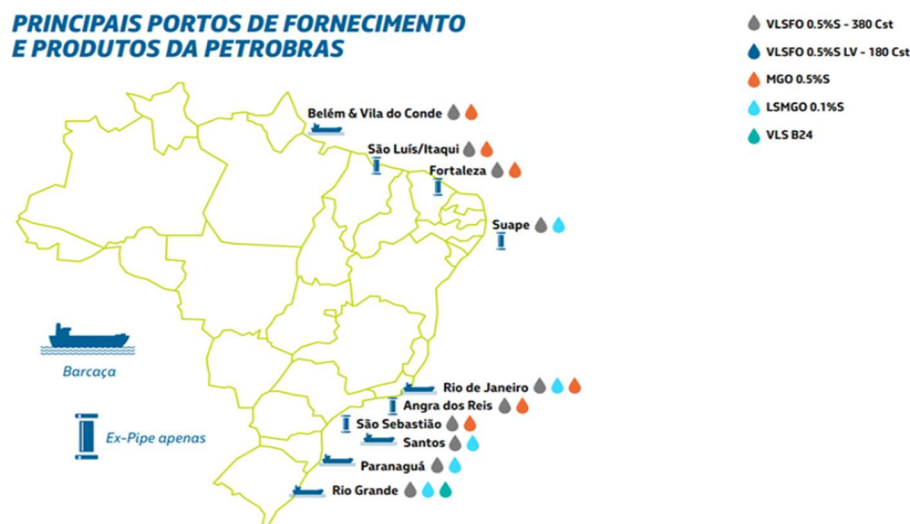 PRINCIPAIS PORTOS DE FORNECIMENTO
E PRODUTOS DA PETROBRAS
VLSFO 0.5%S - 380 Cst
VLSFO 0.5%S LV - 180 Cst
MGO 0.5%S
LSMGO 0.1%S
VLS B24
Belém & Vila do Conde
São Luís/Itaqui
Fortaleza
Suape
Barcaça
Ex-Pipe apenas
Rio de Janeiro
Angra dos Reis
São Sebastião
Santos
Paranaguá
Rio Grande